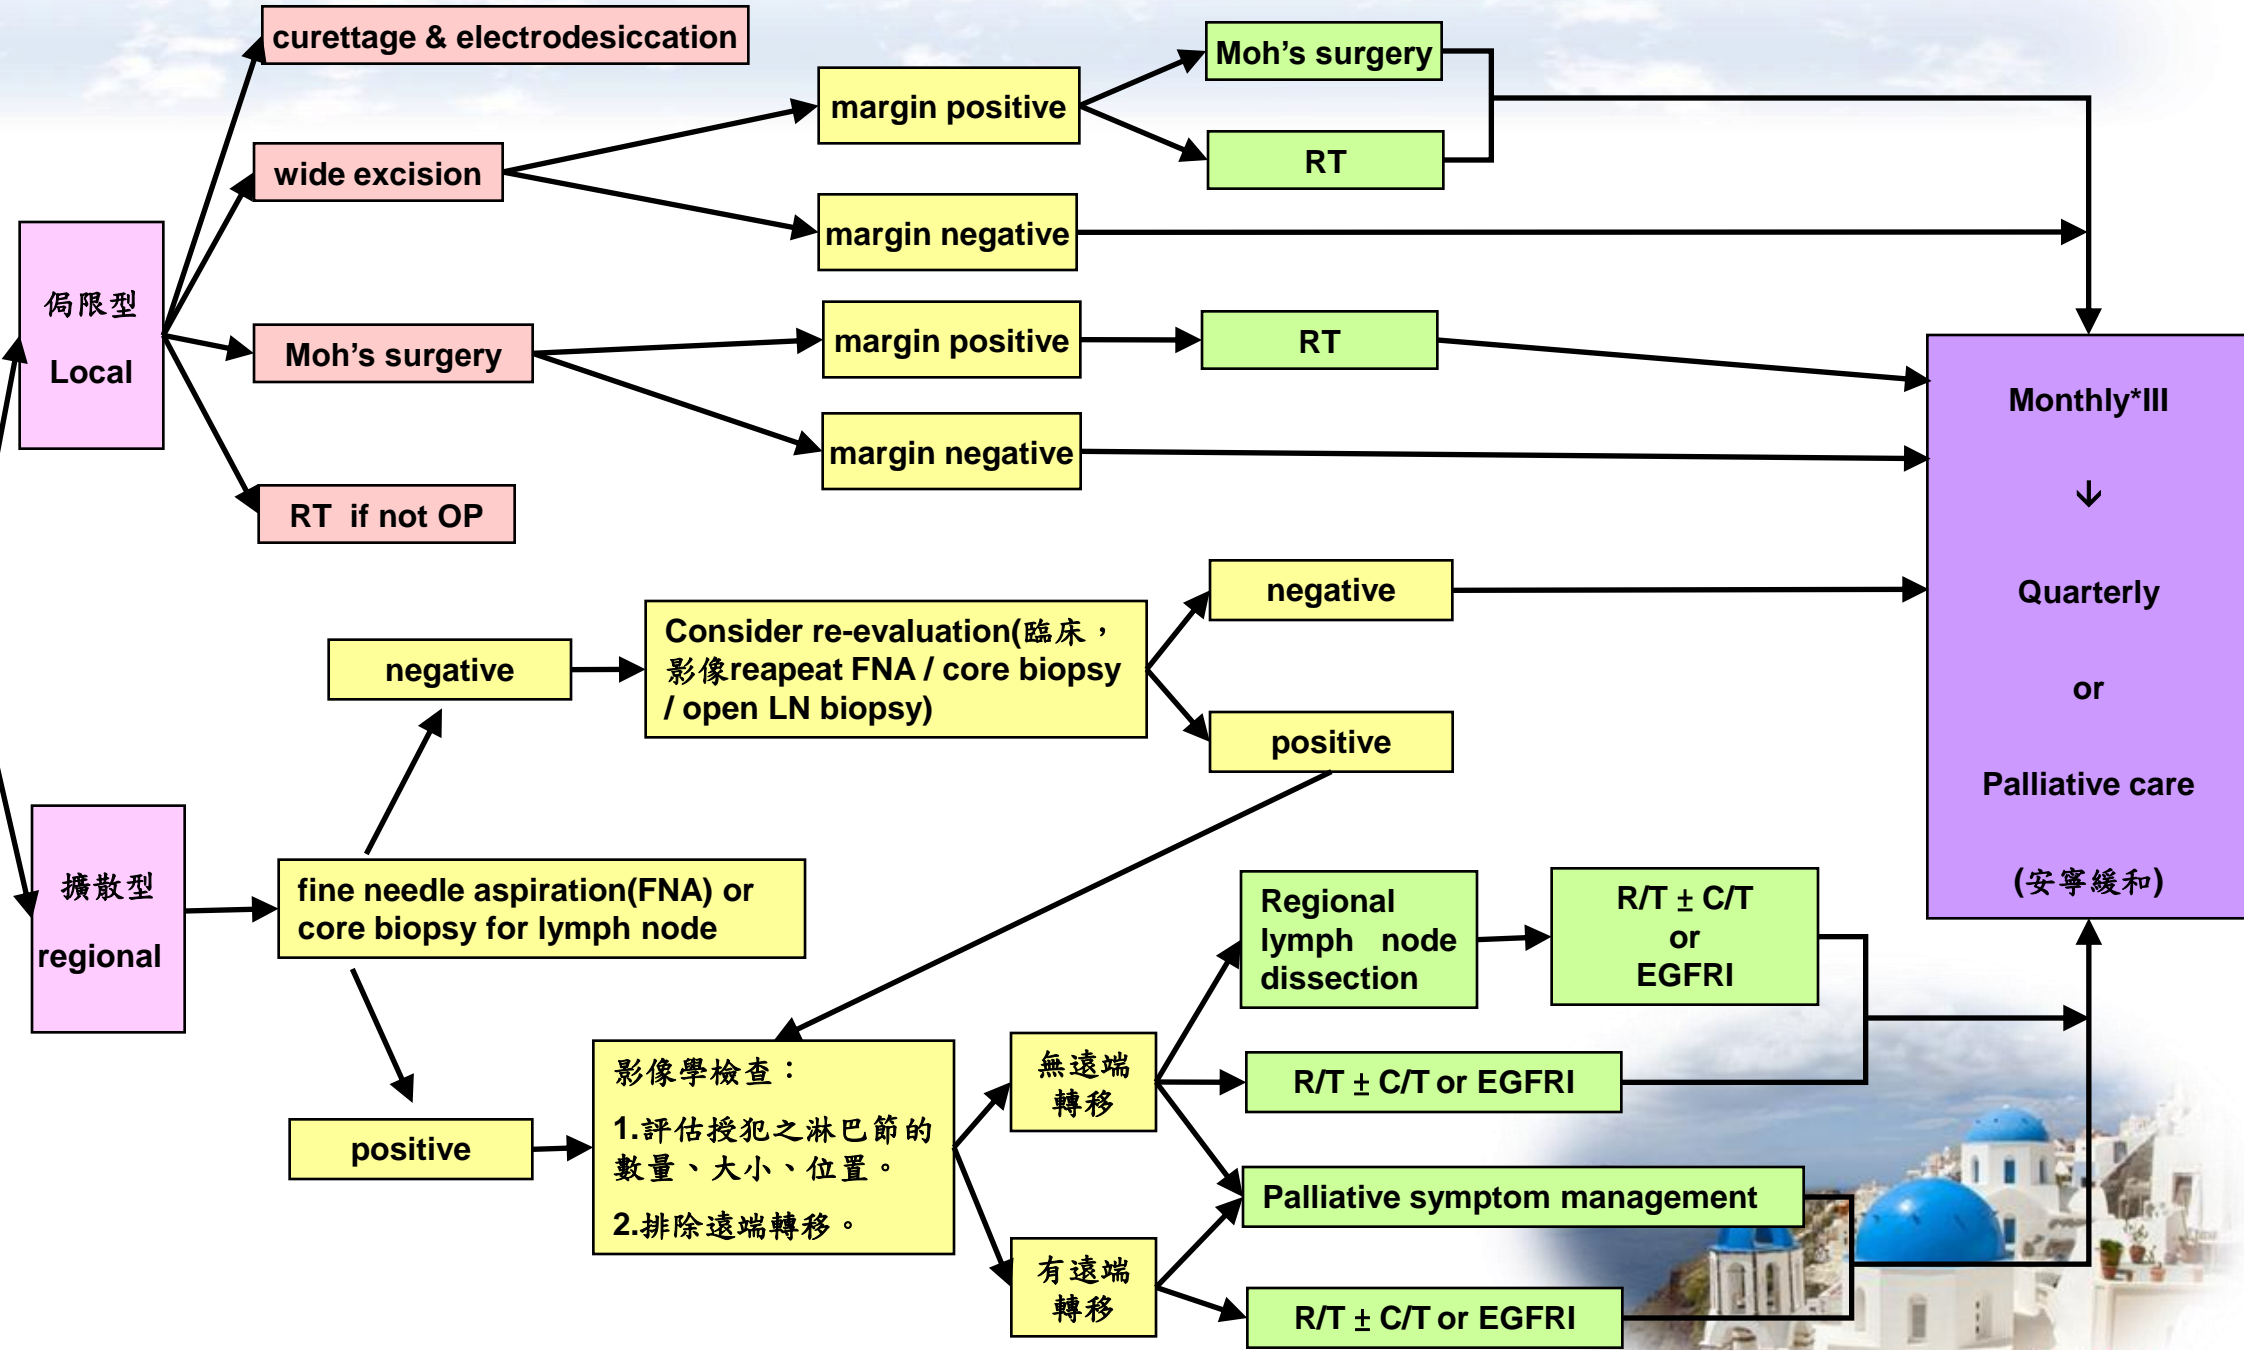 curettage & electrodesiccation
Moh's surgery
margin positive
RT
wide excision
margin negative
偈限型
Local
margin positive
RT
Moh's surgery
margin negative
RT if not OP
Monthly*III
↓
Quarterly
or
Palliative care
(安寧緩和)
negative
Consider re-evaluation(臨床，
影像reapeat FNA / core biopsy
/ open LN biopsy)
negative
positive
擴散型
regional
fine needle aspiration(FNA) or
core biopsy for lymph node
positive
影像學檢查：
1.評估授犯之淋巴節的
數量、大小、位置。
2.排除遠端轉移。
無遠端
轉移
有遠端
轉移
Regional
lymph node
dissection
R/T ± C/T
or
EGFRI
R/T ± C/T or EGFRI
Palliative symptom management
R/T ± C/T or EGFRI